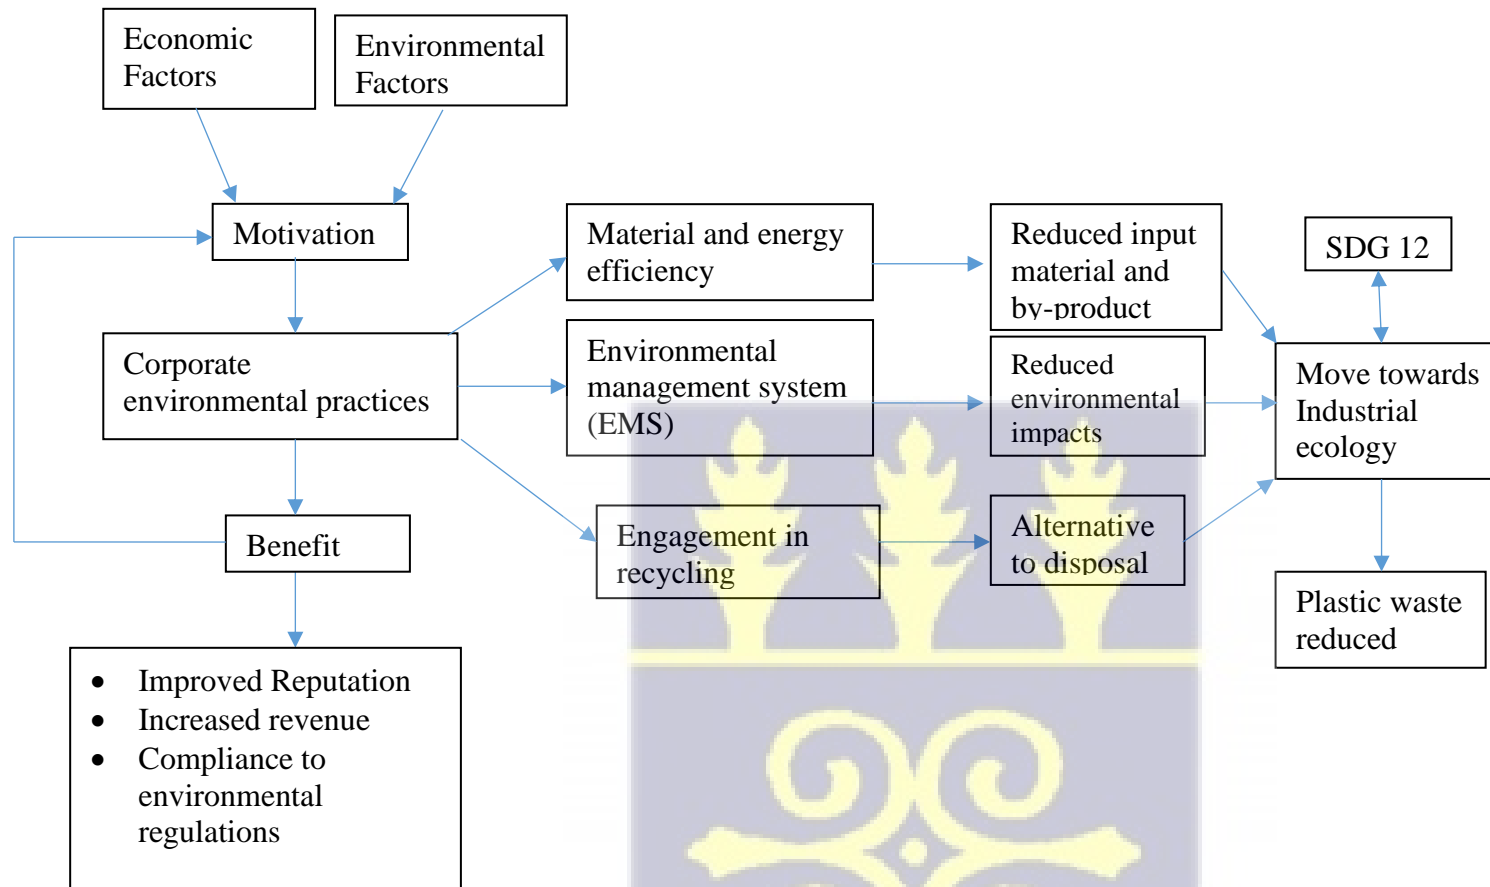 Economic
Factors
Environmental
Factors
Motivation
Material and energy
efficiency
Reduced input
material and
by-product
SDG 12
Corporate
environmental practices
Environmental
management system
(EMS)
Reduced
environmental
impacts
Move towards
Industrial
ecology
Benefit
Engagement in
recycling
Alternative
to disposal
Plastic waste
reduced
• Improved Reputation
• Increased revenue
• Compliance to
environmental
regulations